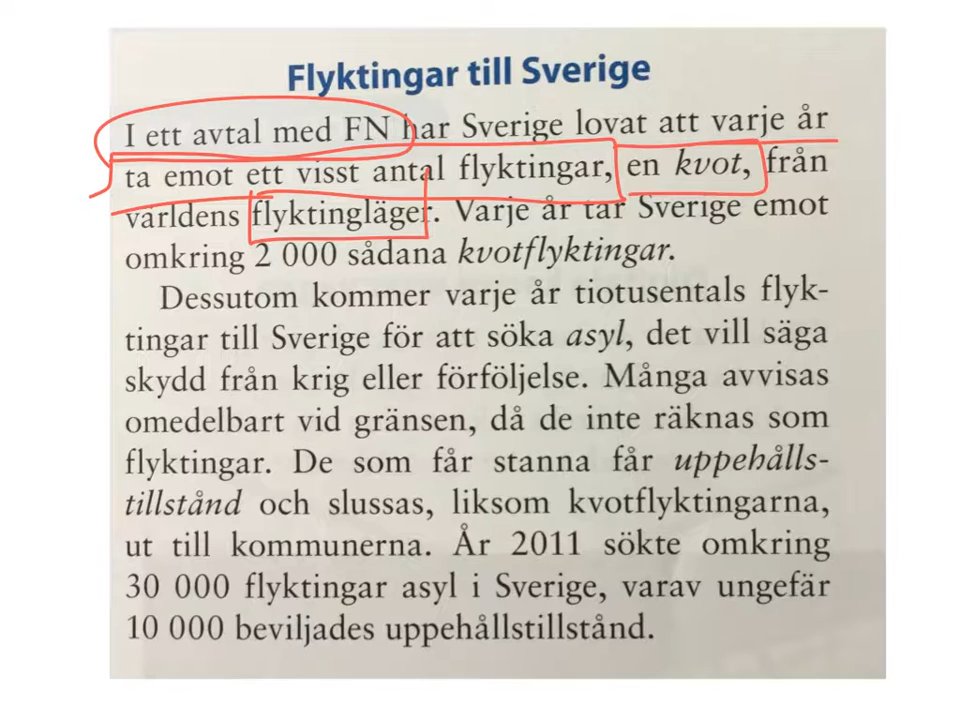 Flyktingar till Sverige
I ett avtal med FN har Sverige lovat att varje år
ta emot ett visst antal flyktingar, en kvot, från
världens flyktingläger. Varje år tar Sverige emot
omkring 2 000 sådana kvotflyktingar.
Dessutom kommer varje år tiotusentals flyk-
tingar till Sverige för att söka asyl, det vill säga
skydd från krig eller förföljelse. Många avvisas
omedelbart vid gränsen, då de inte räknas som
flyktingar. De som får stanna får uppehålls-
tillstånd och slussas, liksom kvotflyktingarna,
ut till kommunerna. År 2011 sökte omkring
30 000 flyktingar asyl i Sverige, varav ungefär
10 000 beviljades uppehållstillstånd.